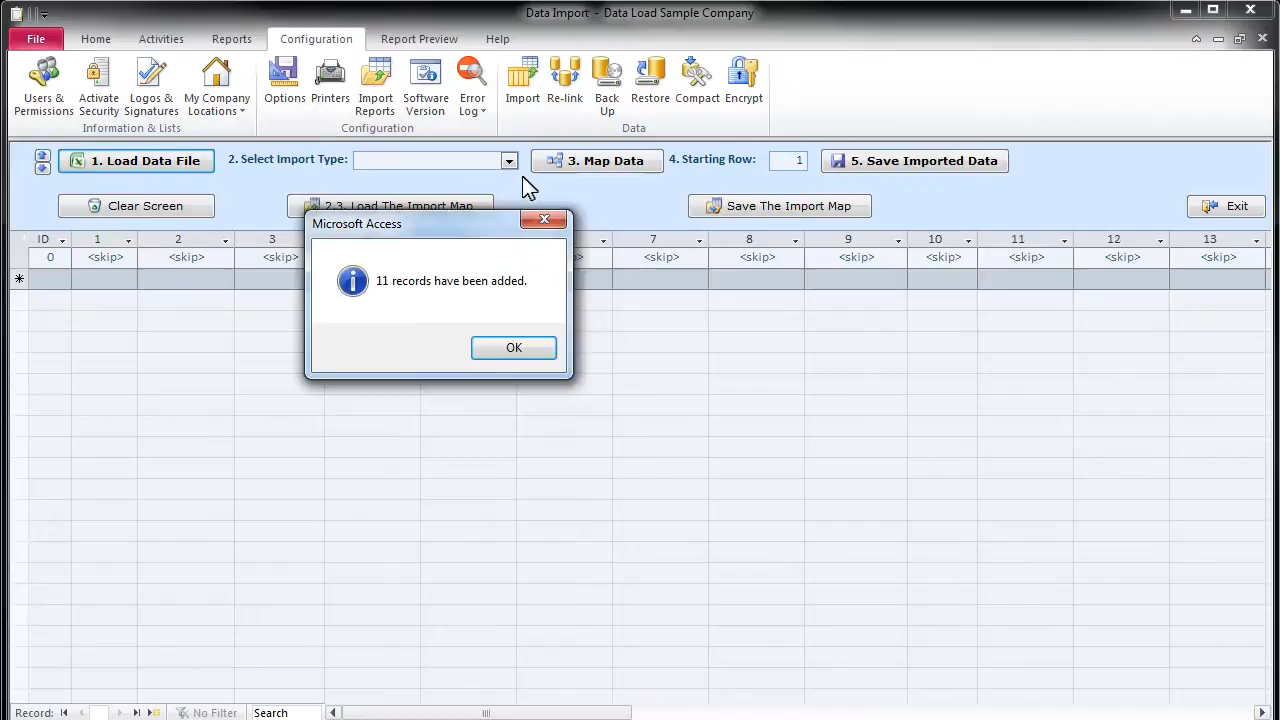 Data Import - Data Load Sample Company
File Home Activities Reports Configuration Report Preview Help
Users & Permissions Activate Security Logos & Signatures My Company Locations Options Printers Import Reports Software Version Error Log Import Re-link Back Up Restore Compact Encrypt
Information & Lists Configuration Data
1. Load Data File 2. Select Import Type: 3. Map Data 4. Starting Row: 1 5. Save Imported Data
Clear Screen 2,3. Load The Import Map Save The Import Map Exit
Microsoft Access
ID 1 2 3 7 8 9 10 11 12 13
0 <skip> <skip> <skip> <skip> <skip> <skip> <skip> <skip> <skip> <skip>
11 records have been added.
OK
Record: No Filter Search